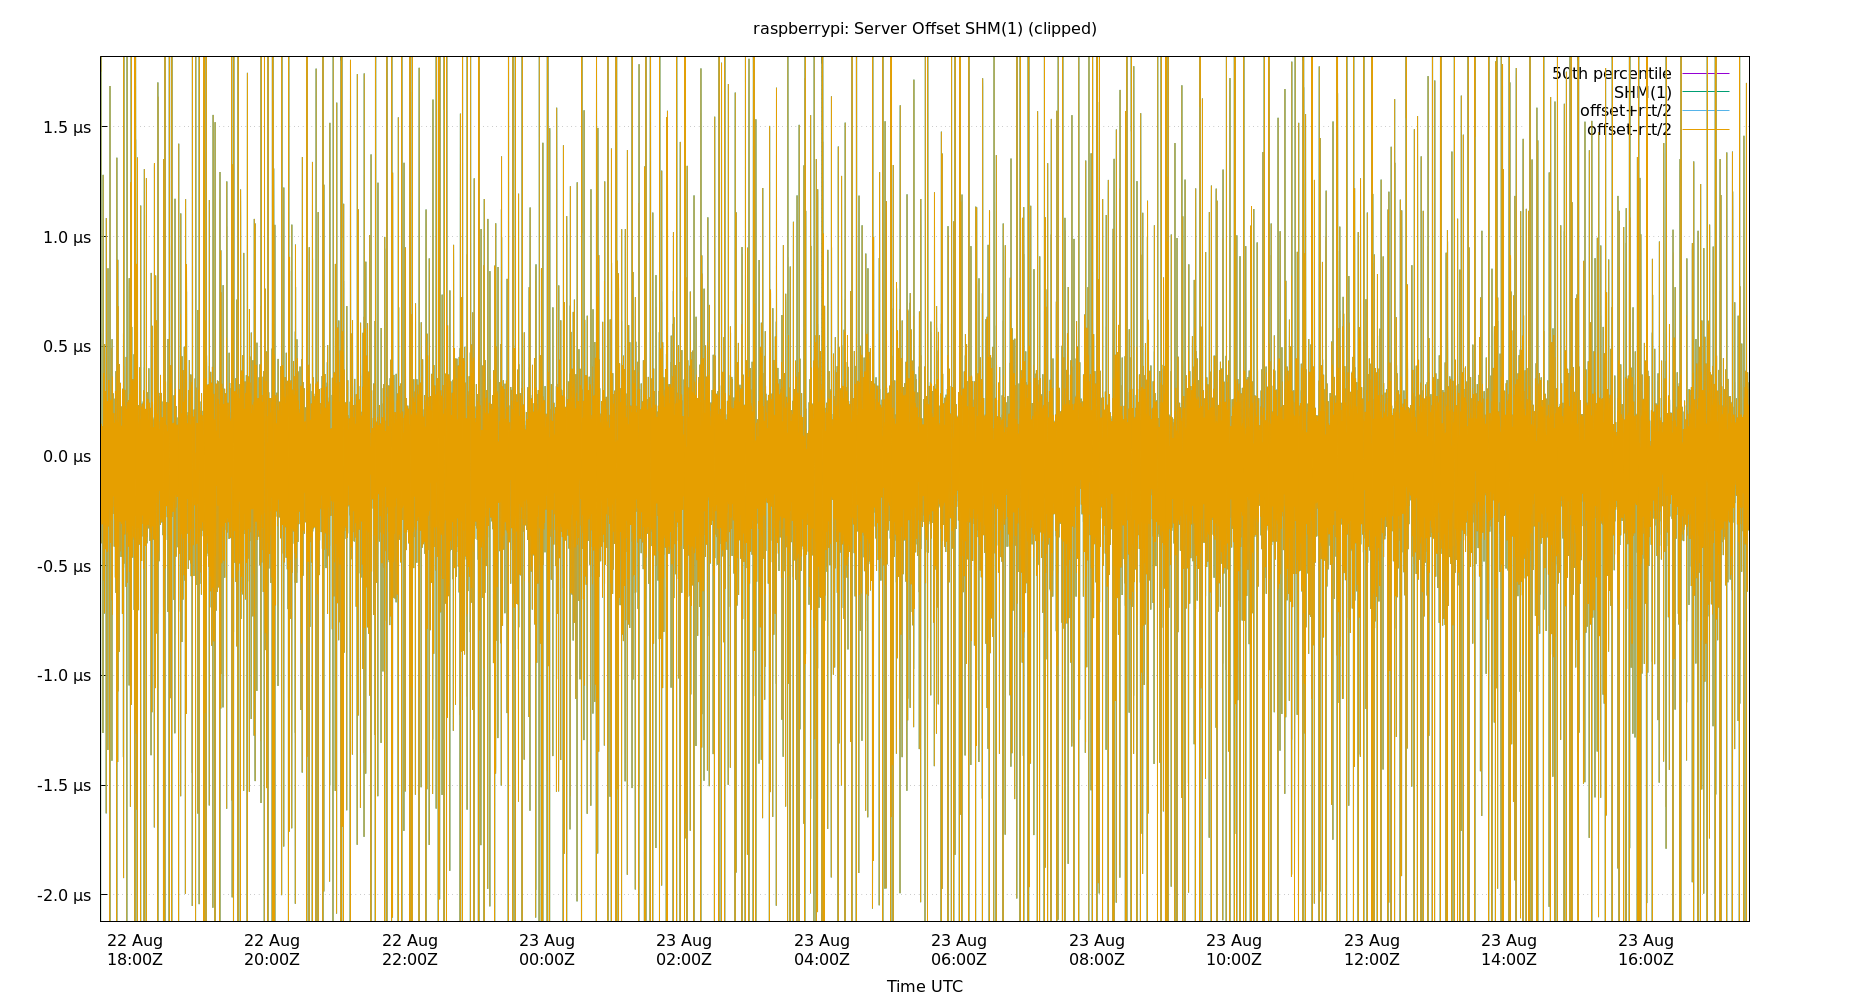 raspberrypi: Server Offset SHM(1) (clipped)
50th percentile
SHM(1)
offset+rtt/2
offset-rtt/2
1.5 µs
1.0 µs
0.5 µs
0.0 µs
-0.5 µs
-1.0 µs
-1.5 µs
-2.0 µs
22 Aug 22 Aug 22 Aug 23 Aug 23 Aug 23 Aug 23 Aug 23 Aug 23 Aug 23 Aug 23 Aug 23 Aug
18:00Z 20:00Z 22:00Z 00:00Z 02:00Z 04:00Z 06:00Z 08:00Z 10:00Z 12:00Z 14:00Z 16:00Z
Time UTC